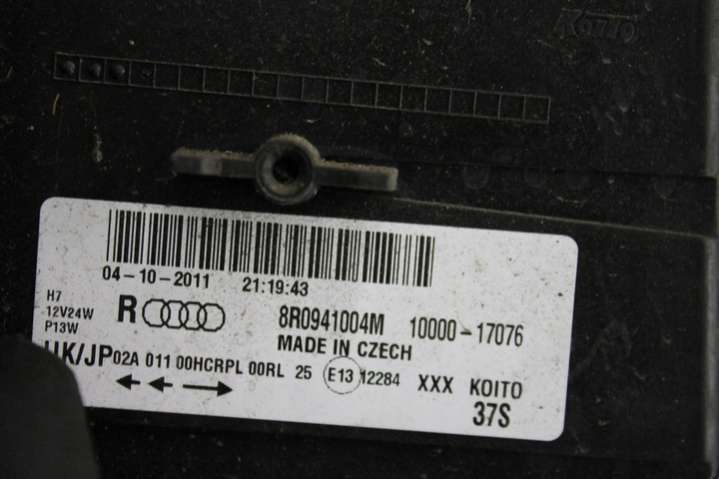 Koito
04-10-2011 21:19:43
H7
12V24W
P13W
R 8R0941004M 10000-17076
MADE IN CZECH
UK/JP 02A 011 00HCRPL 00RL 25 E13 12284 XXX KOITO
37S